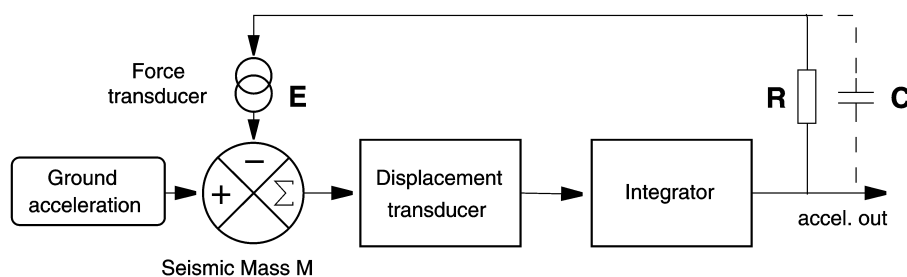 Force
transducer
E
R
C
−
+
Σ
Ground
acceleration
Displacement
transducer
Integrator
accel. out
Seismic Mass M